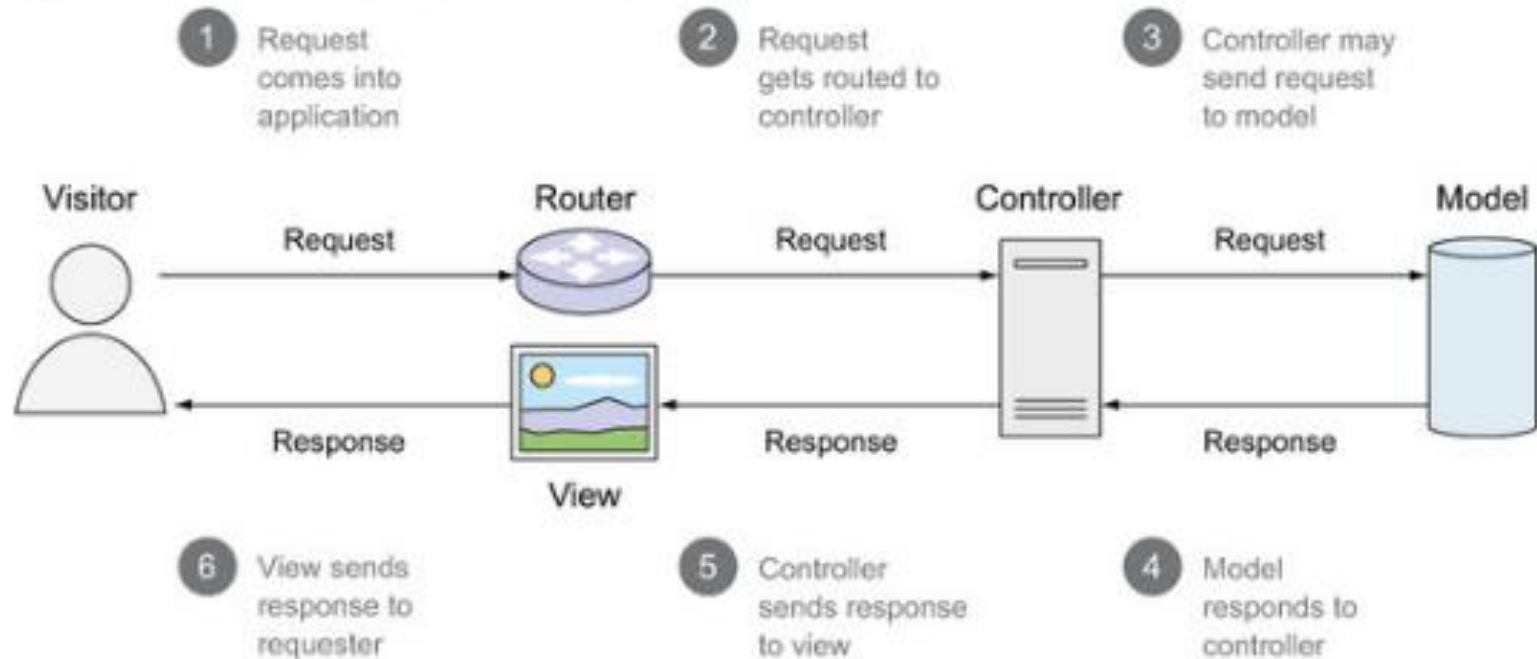 1 Request
comes into
application
2 Request
gets routed to
controller
3 Controller may
send request
to model
Visitor
Router
Controller
Model
Request
Request
Request
Response
Response
Response
View
6 View sends
response to
requester
5 Controller
sends response
to view
4 Model
responds to
controller